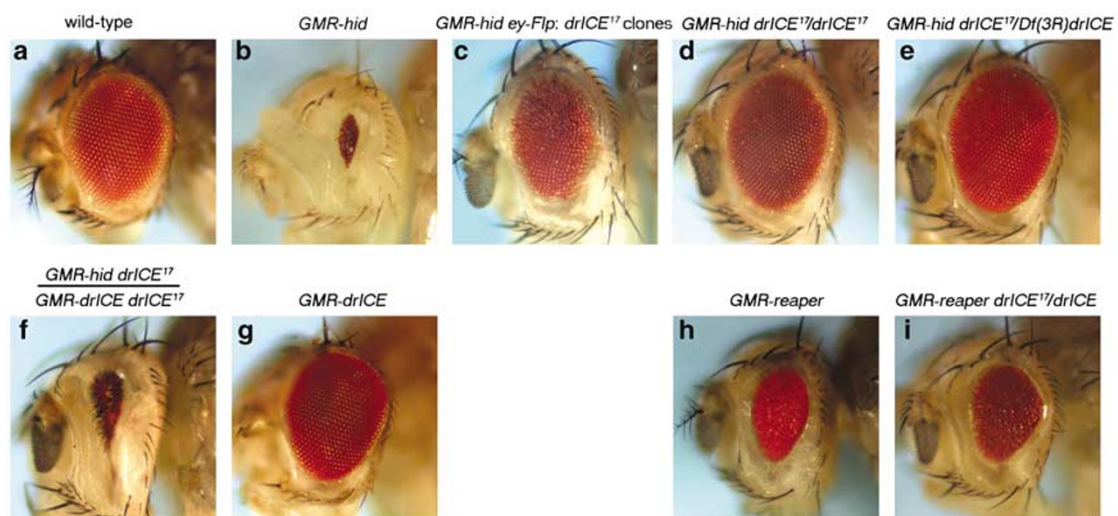 wild-type
GMR-hid
GMR-hid ey-Flp: drICE¹⁷ clones
GMR-hid drICE¹⁷/drICE¹⁷
GMR-hid drICE¹⁷/Df(3R)drICE
a
b
c
d
e
GMR-hid drICE¹⁷
GMR-drICE drICE¹⁷
GMR-drICE
GMR-reaper
GMR-reaper drICE¹⁷/drICE
f
g
h
i